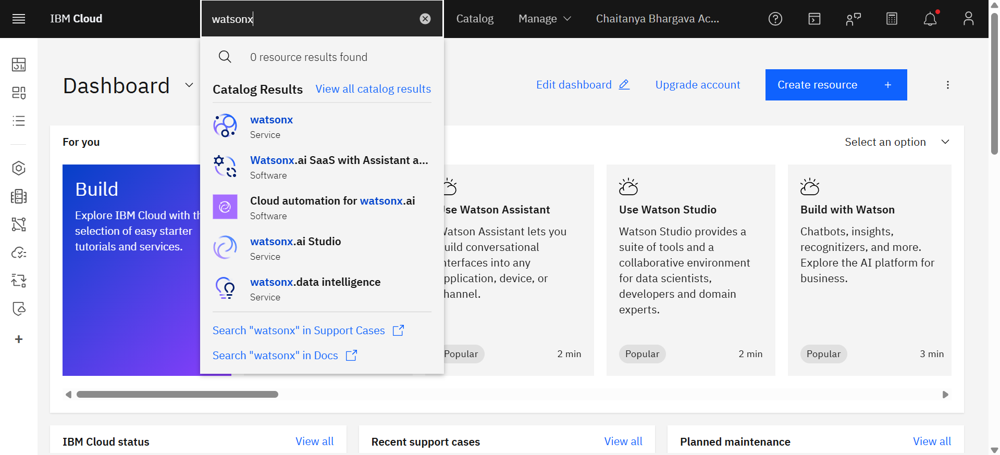 IBM Cloud
watsonx
Catalog
Manage
Chaitanya Bhargava Ac...
0 resource results found
Catalog Results
View all catalog results
watsonx
Service
Watsonx.ai SaaS with Assistant a...
Software
Cloud automation for watsonx.ai
Software
watsonx.ai Studio
Service
watsonx.data intelligence
Service
Search "watsonx" in Support Cases
Search "watsonx" in Docs
Dashboard
Edit dashboard
Upgrade account
Create resource +
For you
Select an option
Build
Explore IBM Cloud with
selection of easy starter
tutorials and services.
Watson Assistant
Assistant lets you
conversational
into any
device, or
Popular
2 min
Use Watson Studio
Watson Studio provides a
suite of tools and a
collaborative environment
for data scientists,
developers and domain
experts.
Popular
2 min
Build with Watson
Chatbots, insights,
recognitizers, and more.
Explore the AI platform for
business.
Popular
3 min
IBM Cloud status
View all
Recent support cases
View all
Planned maintenance
View all